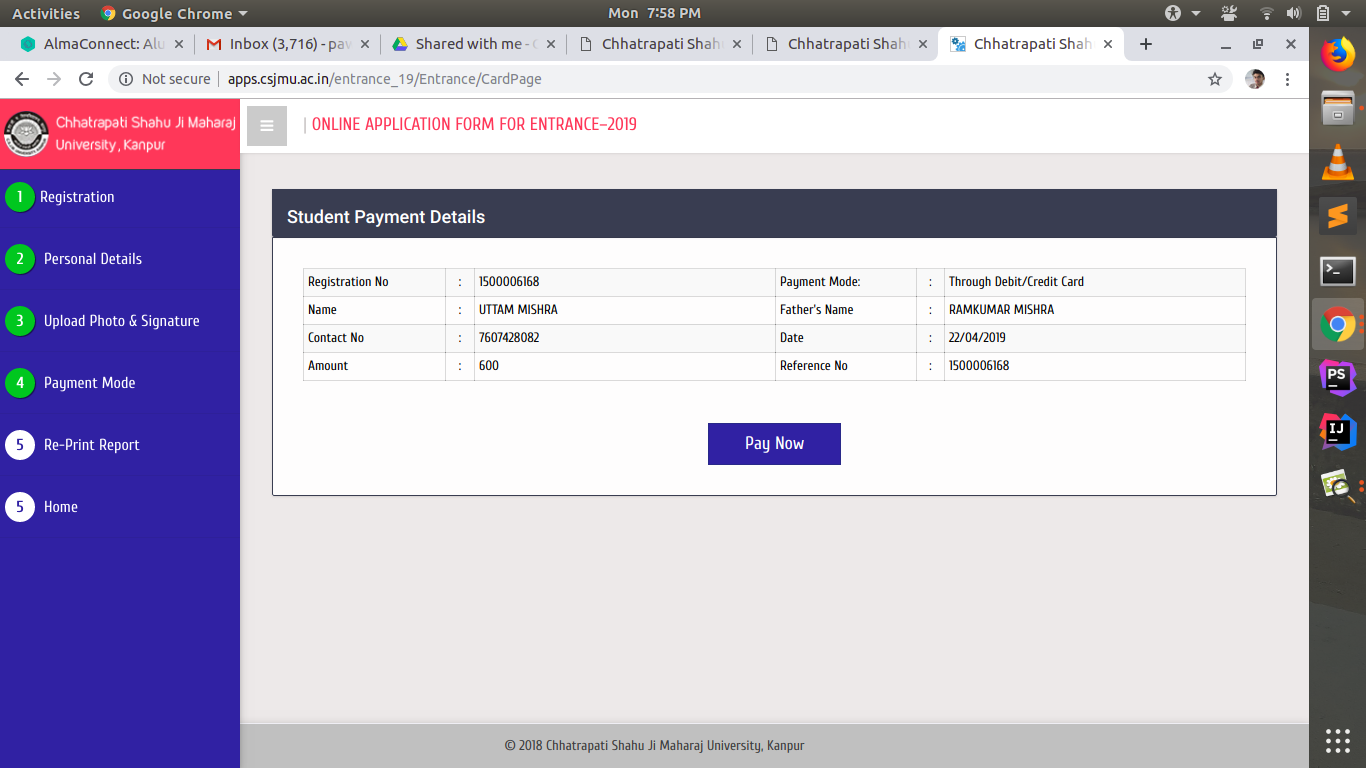 Activities Google Chrome Mon 7:58 PM
AlmaConnect: Alu Inbox (3,716) - pav Shared with me - G Chhatrapati Shah Chhatrapati Shah Chhatrapati Shah
Not secure apps.csjmu.ac.in/entrance_19/Entrance/CardPage
Chhatrapati Shahu Ji Maharaj
University, Kanpur
| ONLINE APPLICATION FORM FOR ENTRANCE–2019
1 Registration
2 Personal Details
3 Upload Photo & Signature
4 Payment Mode
5 Re-Print Report
5 Home
Student Payment Details
Registration No : 1500006168 Payment Mode: : Through Debit/Credit Card
Name : UTTAM MISHRA Father's Name : RAMKUMAR MISHRA
Contact No : 7607428082 Date : 22/04/2019
Amount : 600 Reference No : 1500006168
Pay Now
PS
IJ
© 2018 Chhatrapati Shahu Ji Maharaj University, Kanpur